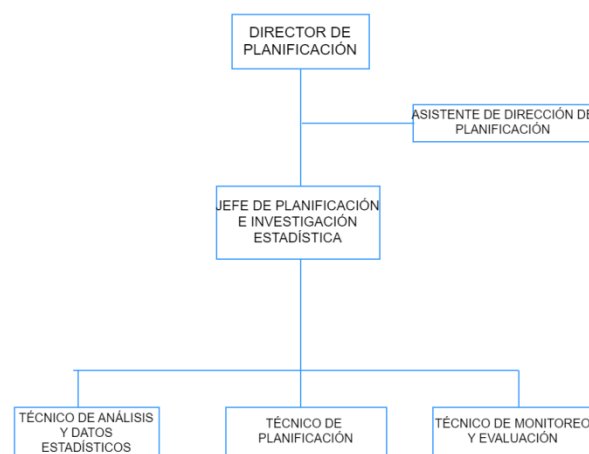 DIRECTOR DE
PLANIFICACIÓN
ASISTENTE DE DIRECCIÓN DE
PLANIFICACIÓN
JEFE DE PLANIFICACIÓN
E INVESTIGACIÓN
ESTADÍSTICA
TÉCNICO DE ANÁLISIS
Y DATOS
ESTADÍSTICOS
TÉCNICO DE
PLANIFICACIÓN
TÉCNICO DE MONITOREO
Y EVALUACIÓN